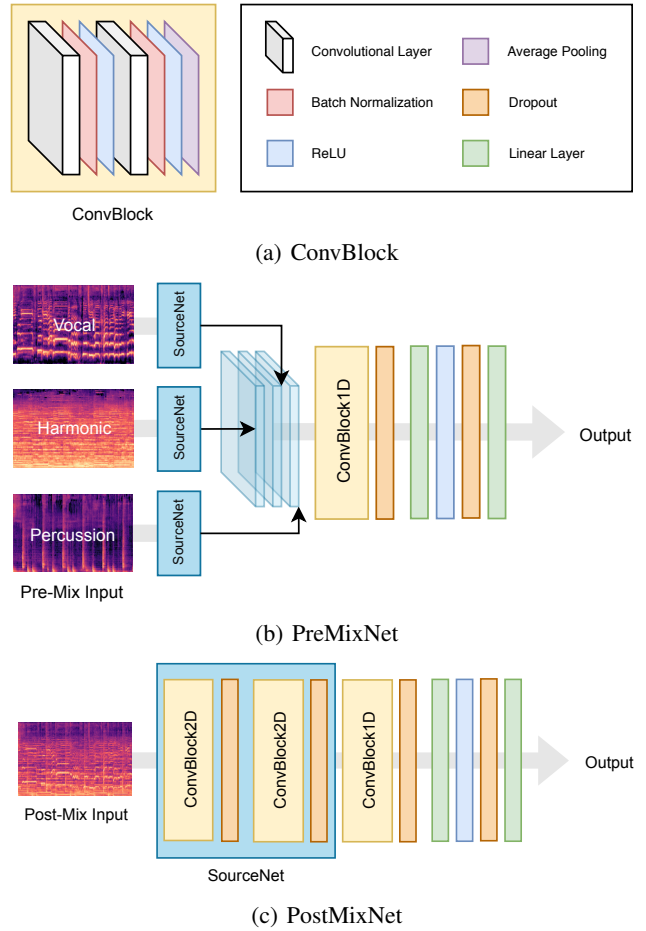 ConvBlock
Convolutional Layer
Average Pooling
Batch Normalization
Dropout
ReLU
Linear Layer
(a) ConvBlock
Vocal
SourceNet
Harmonic
SourceNet
Percussion
SourceNet
ConvBlock1D
Output
Pre-Mix Input
(b) PreMixNet
Post-Mix Input
ConvBlock2D
ConvBlock2D
ConvBlock1D
Output
SourceNet
(c) PostMixNet